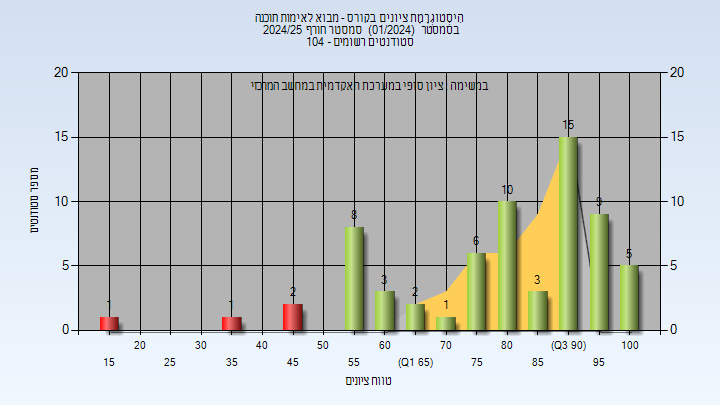 היסטוגרמת ציונים בקורס - מבוא לאימות תוכנה
בסמסטר (01/2024) סמסטר חורף 2024/25
סטודנטים רשומים - 104
במשימה : ציון סופי במערכת האקדמית במחשב המרכזי
מספר סטודנטים
20 20
15 15
10 10
5 5
0 0
1 1 2 8 3 2 1 6 10 3 15 9 5
20 30 40 50 60 70 80 (Q3 90) 100
15 25 35 45 55 (Q1 65) 75 85 95
טווח ציונים